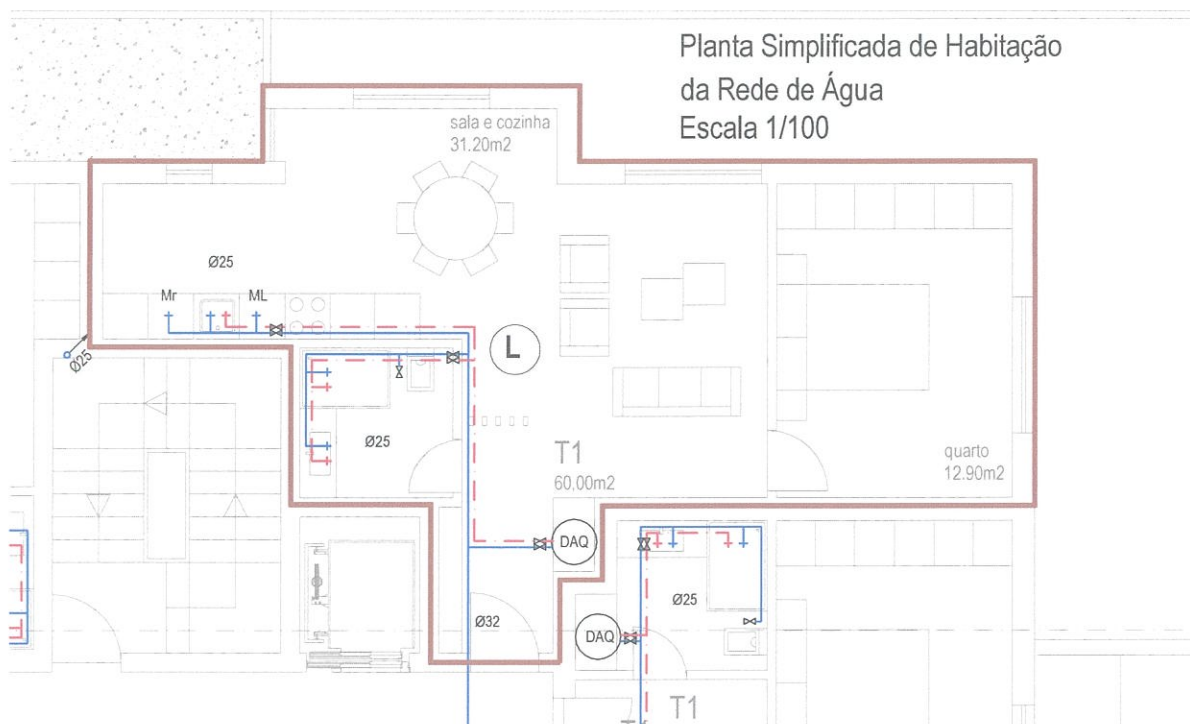 Planta Simplificada de Habitação
da Rede de Água
Escala 1/100
sala e cozinha
31.20m2
Ø25
Mr
ML
Ø25
L
Ø25
T1
60,00m2
quarto
12.90m2
DAQ
Ø25
Ø32
DAQ
T1